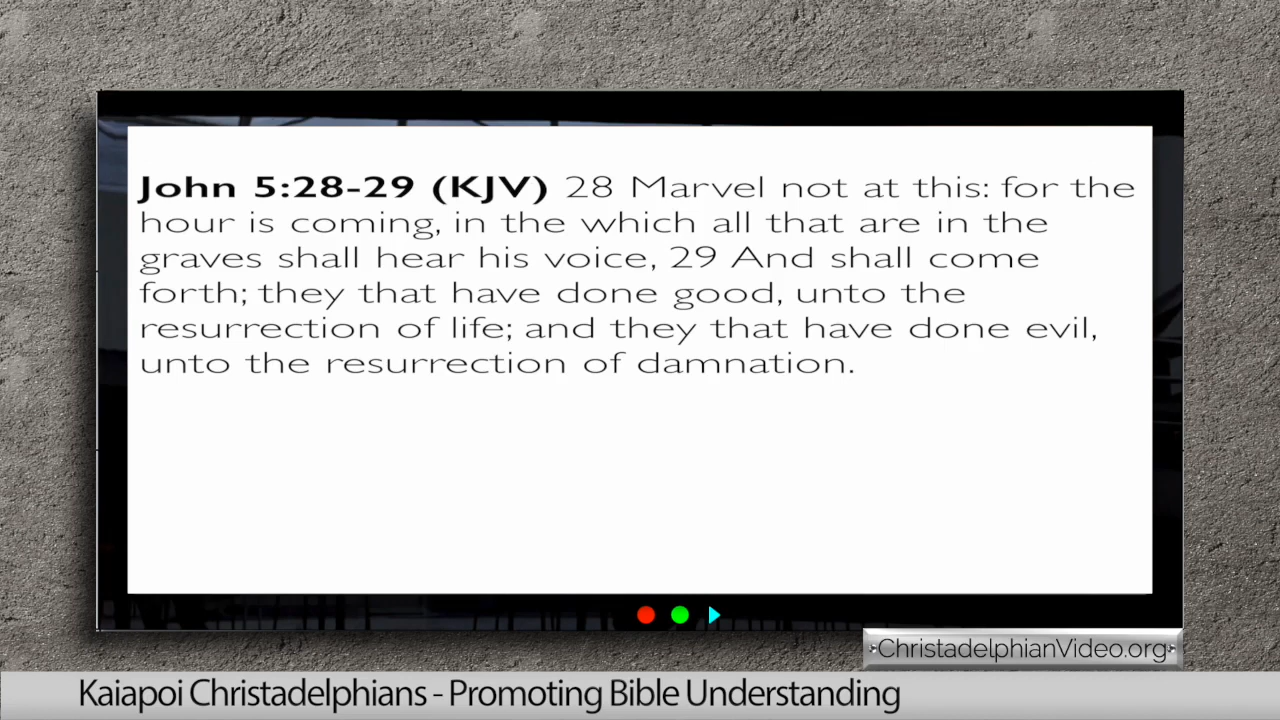 John 5:28-29 (KJV) 28 Marvel not at this: for the
hour is coming, in the which all that are in the
graves shall hear his voice, 29 And shall come
forth; they that have done good, unto the
resurrection of life; and they that have done evil,
unto the resurrection of damnation.
ChristadelphianVideo.org
Kaiapoi Christadelphians - Promoting Bible Understanding